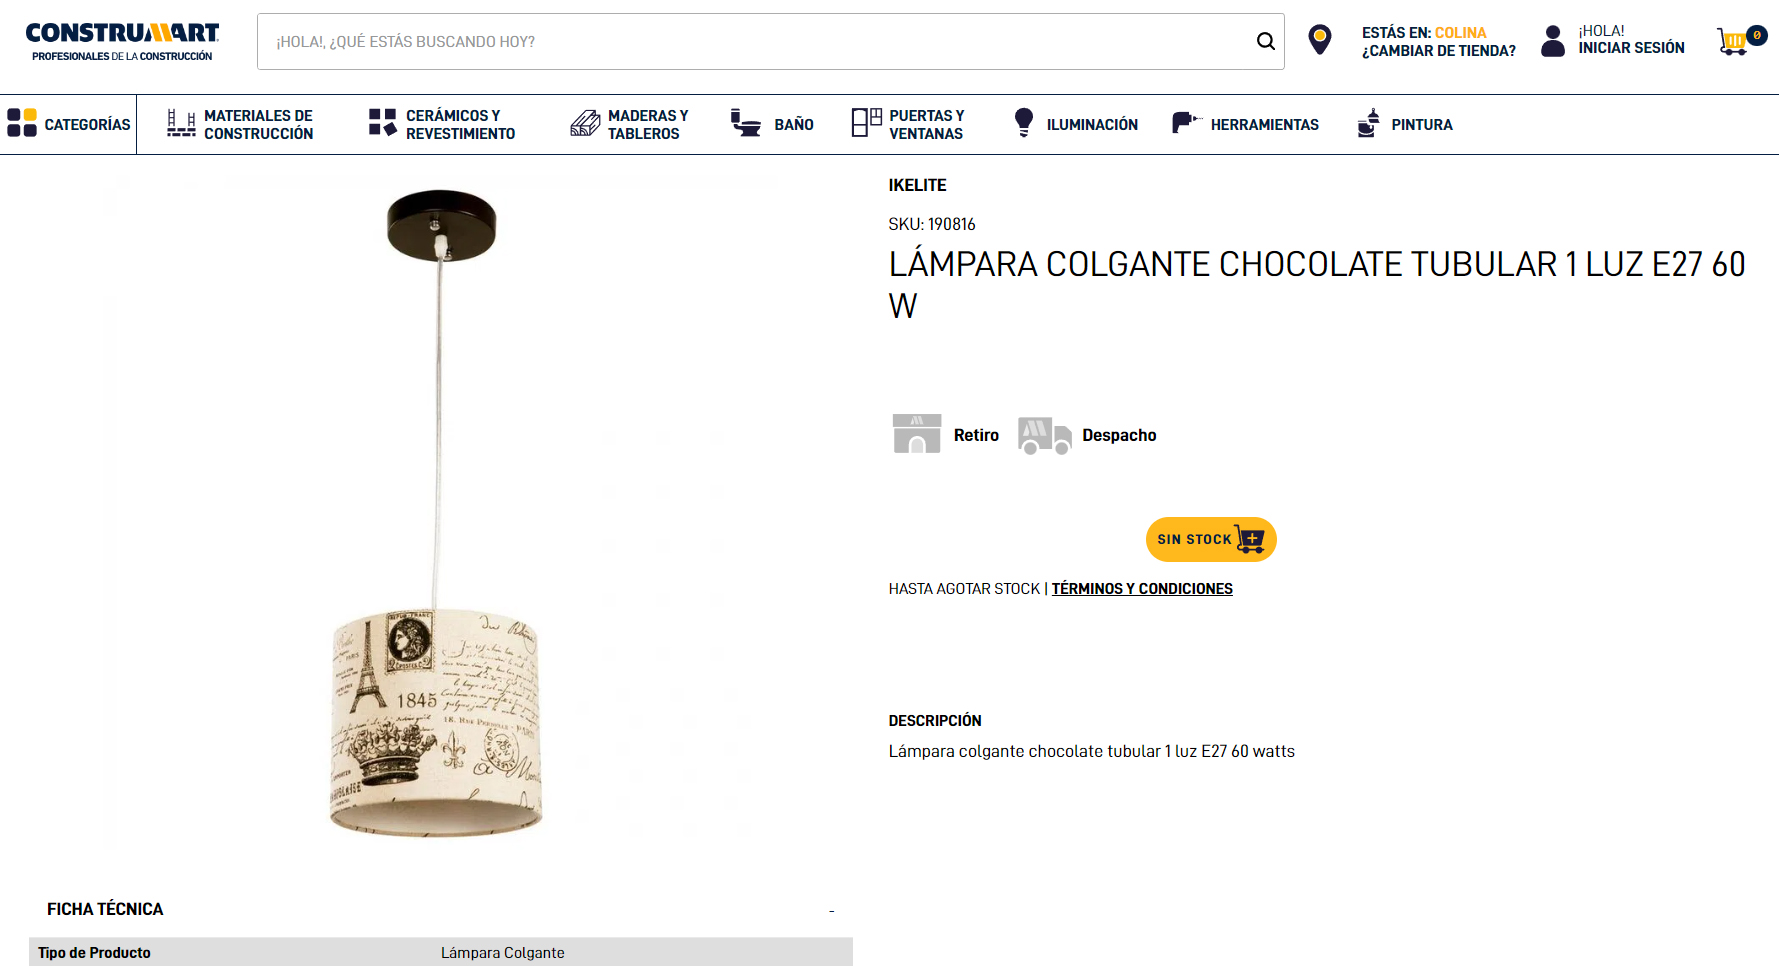 CONSTRUMART
PROFESIONALES DE LA CONSTRUCCIÓN
¡HOLA!, ¿QUÉ ESTÁS BUSCANDO HOY?
ESTÁS EN: COLINA
¿CAMBIAR DE TIENDA?
¡HOLA!
INICIAR SESIÓN
0
CATEGORÍAS
MATERIALES DE
CONSTRUCCIÓN
CERÁMICOS Y
REVESTIMIENTO
MADERAS Y
TABLEROS
BAÑO
PUERTAS Y
VENTANAS
ILUMINACIÓN
HERRAMIENTAS
PINTURA
IKELITE
SKU: 190816
LÁMPARA COLGANTE CHOCOLATE TUBULAR 1 LUZ E27 60
W
Retiro
Despacho
SIN STOCK
HASTA AGOTAR STOCK | TÉRMINOS Y CONDICIONES
1845
PARIS
DESCRIPCIÓN
Lámpara colgante chocolate tubular 1 luz E27 60 watts
FICHA TÉCNICA
-
Tipo de Producto
Lámpara Colgante